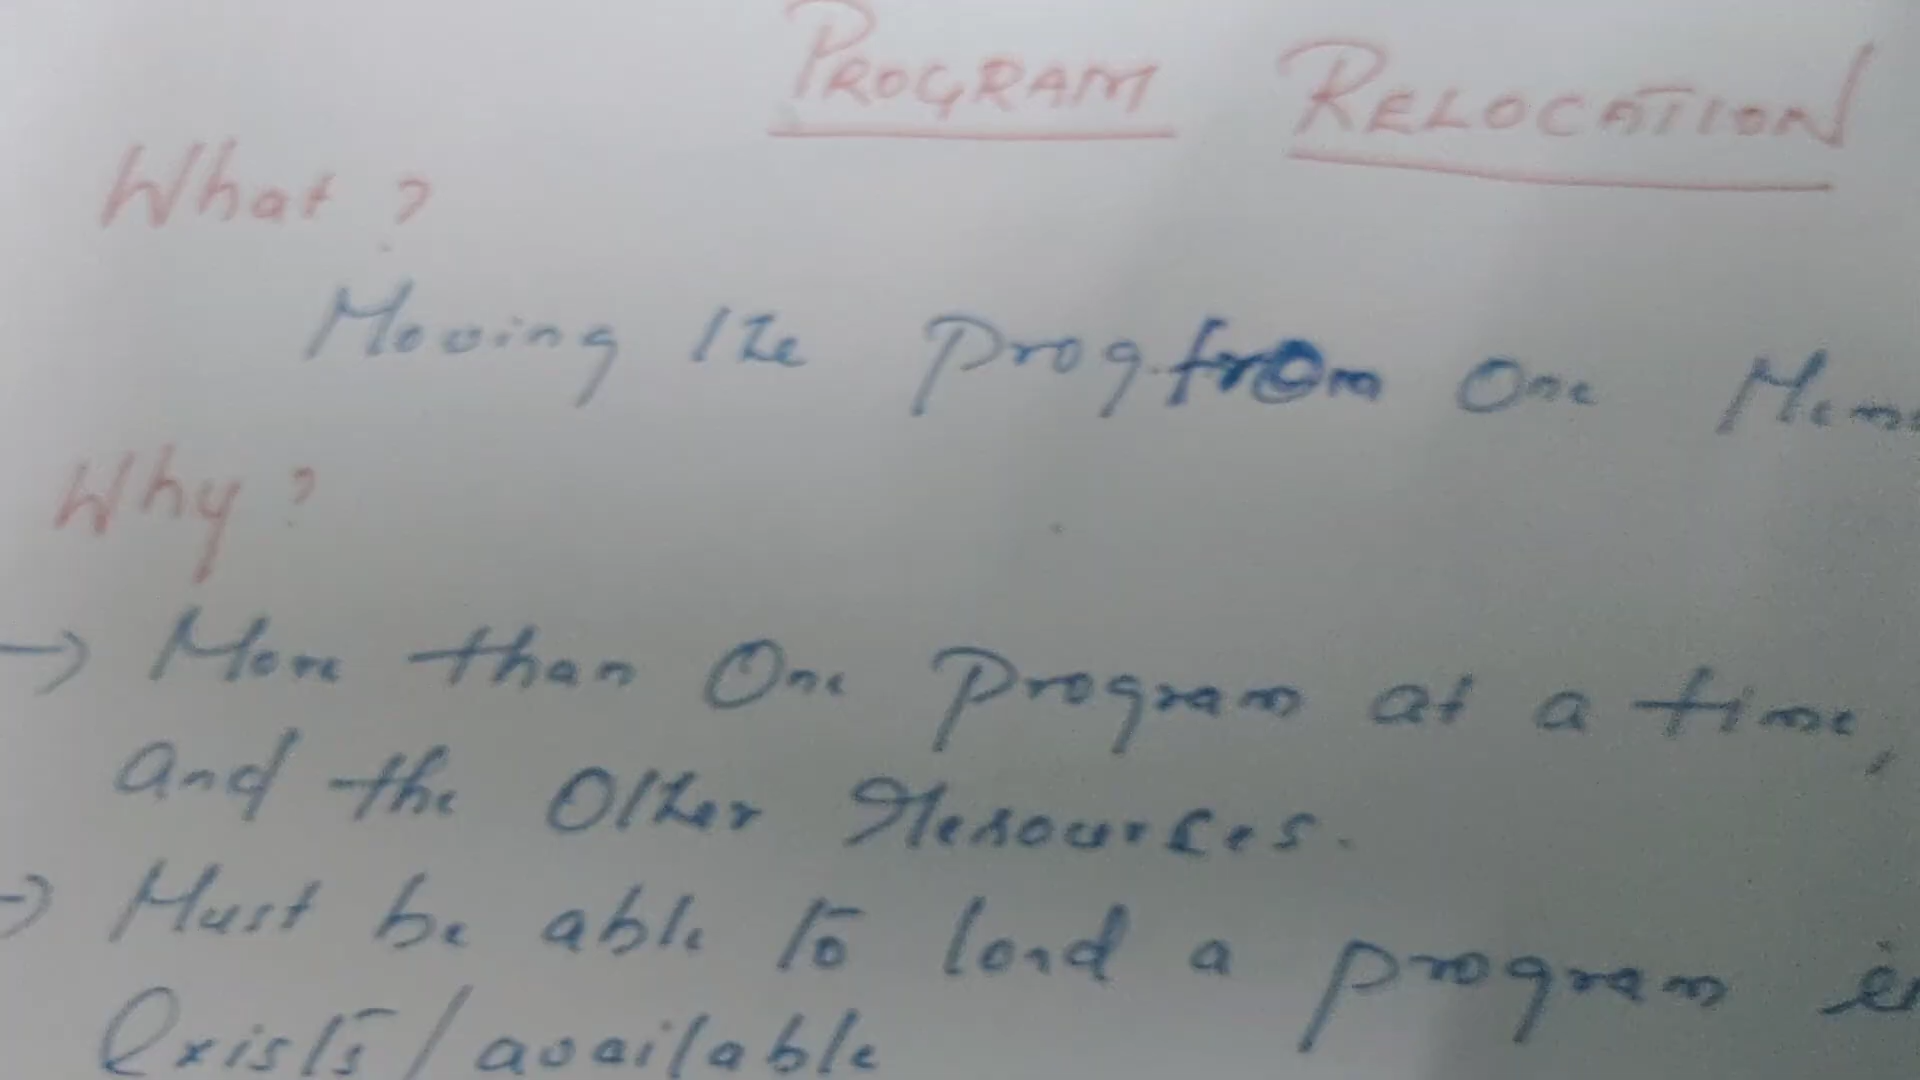 PROGRAM RELOCATION
What?
Moving the prog. from One
Why?
→ More than One Program at a time,
and the Other Resources.
→ Must be able to load a program
Exists/available